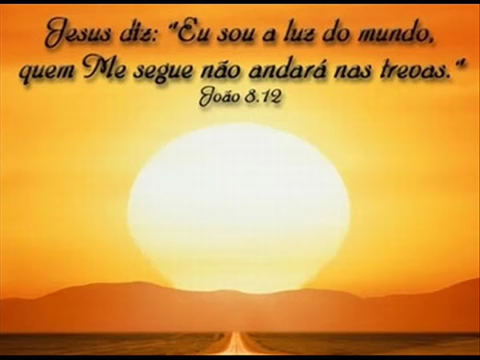 Jesus diz: "Eu sou a luz do mundo,
quem Me segue não andará nas trevas."
João 8.12